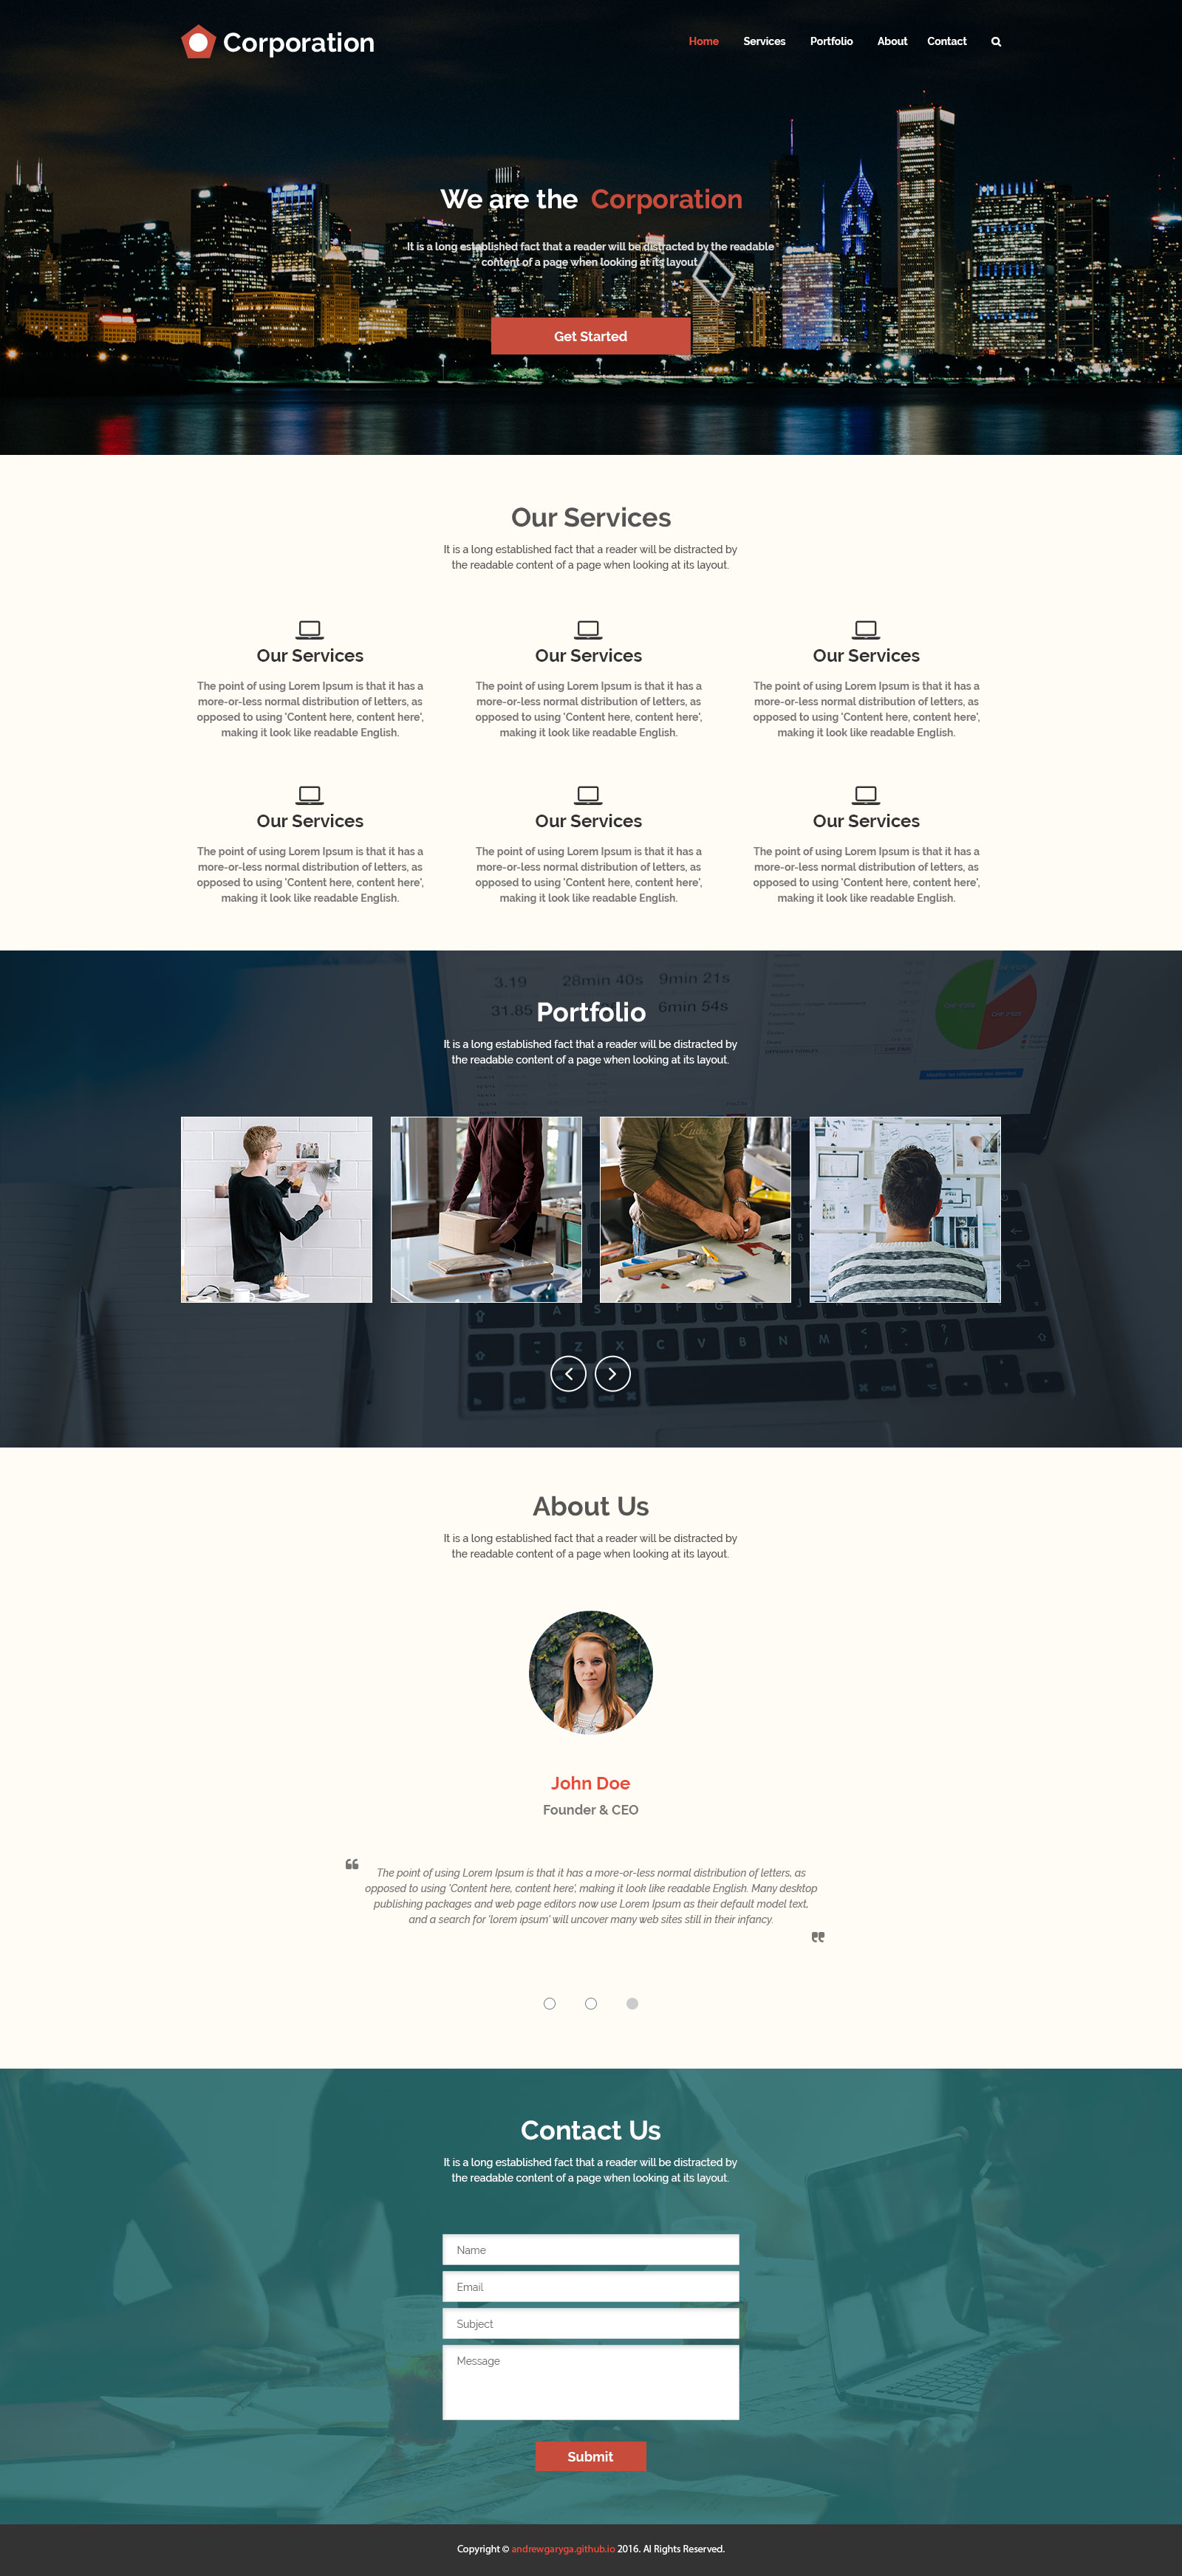 Corporation
Home Services Portfolio About Contact
We are the Corporation
It is a long established fact that a reader will be distracted by the readable
content of a page when looking at its layout.
Get Started
Our Services
It is a long established fact that a reader will be distracted by
the readable content of a page when looking at its layout.
Our Services
The point of using Lorem Ipsum is that it has a
more-or-less normal distribution of letters, as
opposed to using 'Content here, content here',
making it look like readable English.
Our Services
The point of using Lorem Ipsum is that it has a
more-or-less normal distribution of letters, as
opposed to using 'Content here, content here',
making it look like readable English.
Our Services
The point of using Lorem Ipsum is that it has a
more-or-less normal distribution of letters, as
opposed to using 'Content here, content here',
making it look like readable English.
Our Services
The point of using Lorem Ipsum is that it has a
more-or-less normal distribution of letters, as
opposed to using 'Content here, content here',
making it look like readable English.
Our Services
The point of using Lorem Ipsum is that it has a
more-or-less normal distribution of letters, as
opposed to using 'Content here, content here',
making it look like readable English.
Our Services
The point of using Lorem Ipsum is that it has a
more-or-less normal distribution of letters, as
opposed to using 'Content here, content here',
making it look like readable English.
3.19 28min 40s 9min 21s
31.85 6min 54s
Portfolio
It is a long established fact that a reader will be distracted by
the readable content of a page when looking at its layout.
About Us
It is a long established fact that a reader will be distracted by
the readable content of a page when looking at its layout.
John Doe
Founder & CEO
“ The point of using Lorem Ipsum is that it has a more-or-less normal distribution of letters, as
opposed to using 'Content here, content here', making it look like readable English. Many desktop
publishing packages and web page editors now use Lorem Ipsum as their default model text,
and a search for 'lorem ipsum' will uncover many web sites still in their infancy.
”
Contact Us
It is a long established fact that a reader will be distracted by
the readable content of a page when looking at its layout.
Name
Email
Subject
Message
Submit
Copyright © andrewgaryga.github.io 2016. Al Rights Reserved.